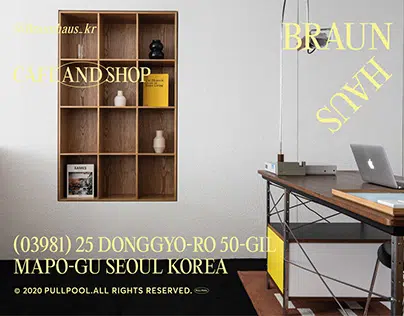 BRAUN
HAUS
CAFE AND SHOP
(03981) 25 DONGGYO-RO 50-GIL
MAPO-GU SEOUL KOREA
© 2020 PULLPOOL.ALL RIGHTS RESERVED.